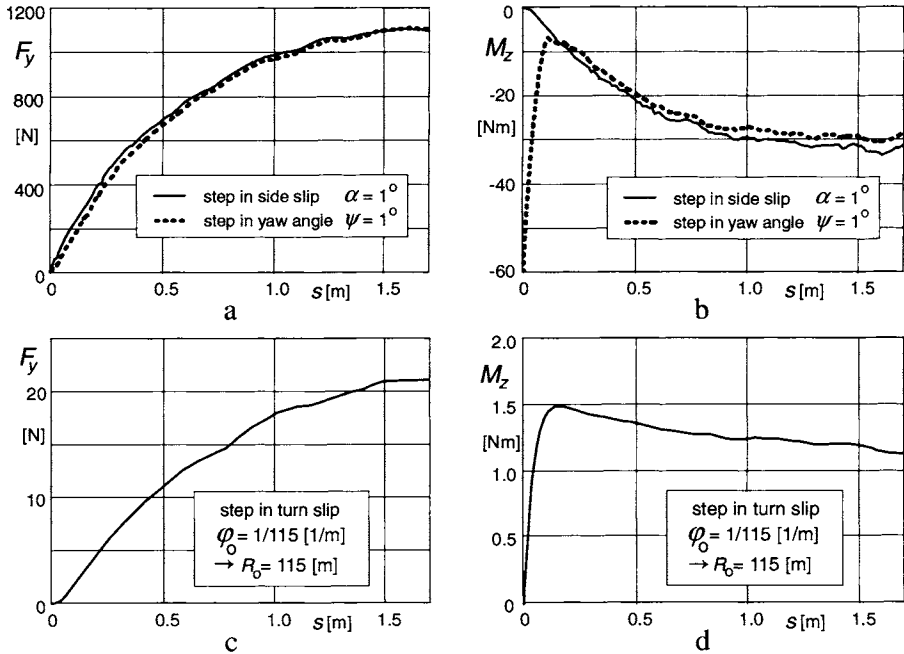 1200
F_y
800
[N]
400
0
step in side slip α = 1°
step in yaw angle ψ = 1°
0 0.5 1.0 1.5
s [m]
a
0
M_z
-20
[Nm]
-40
-60
step in side slip α = 1°
step in yaw angle ψ = 1°
0 0.5 1.0 1.5
s [m]
b
F_y
20
[N]
10
0
step in turn slip
φ_o = 1/115 [1/m]
→ R_o = 115 [m]
0 0.5 1.0 1.5
s [m]
c
2.0
M_z
1.5
[Nm]
1.0
0.5
0
step in turn slip
φ_o = 1/115 [1/m]
→ R_o = 115 [m]
0 0.5 1.0 1.5
s [m]
d